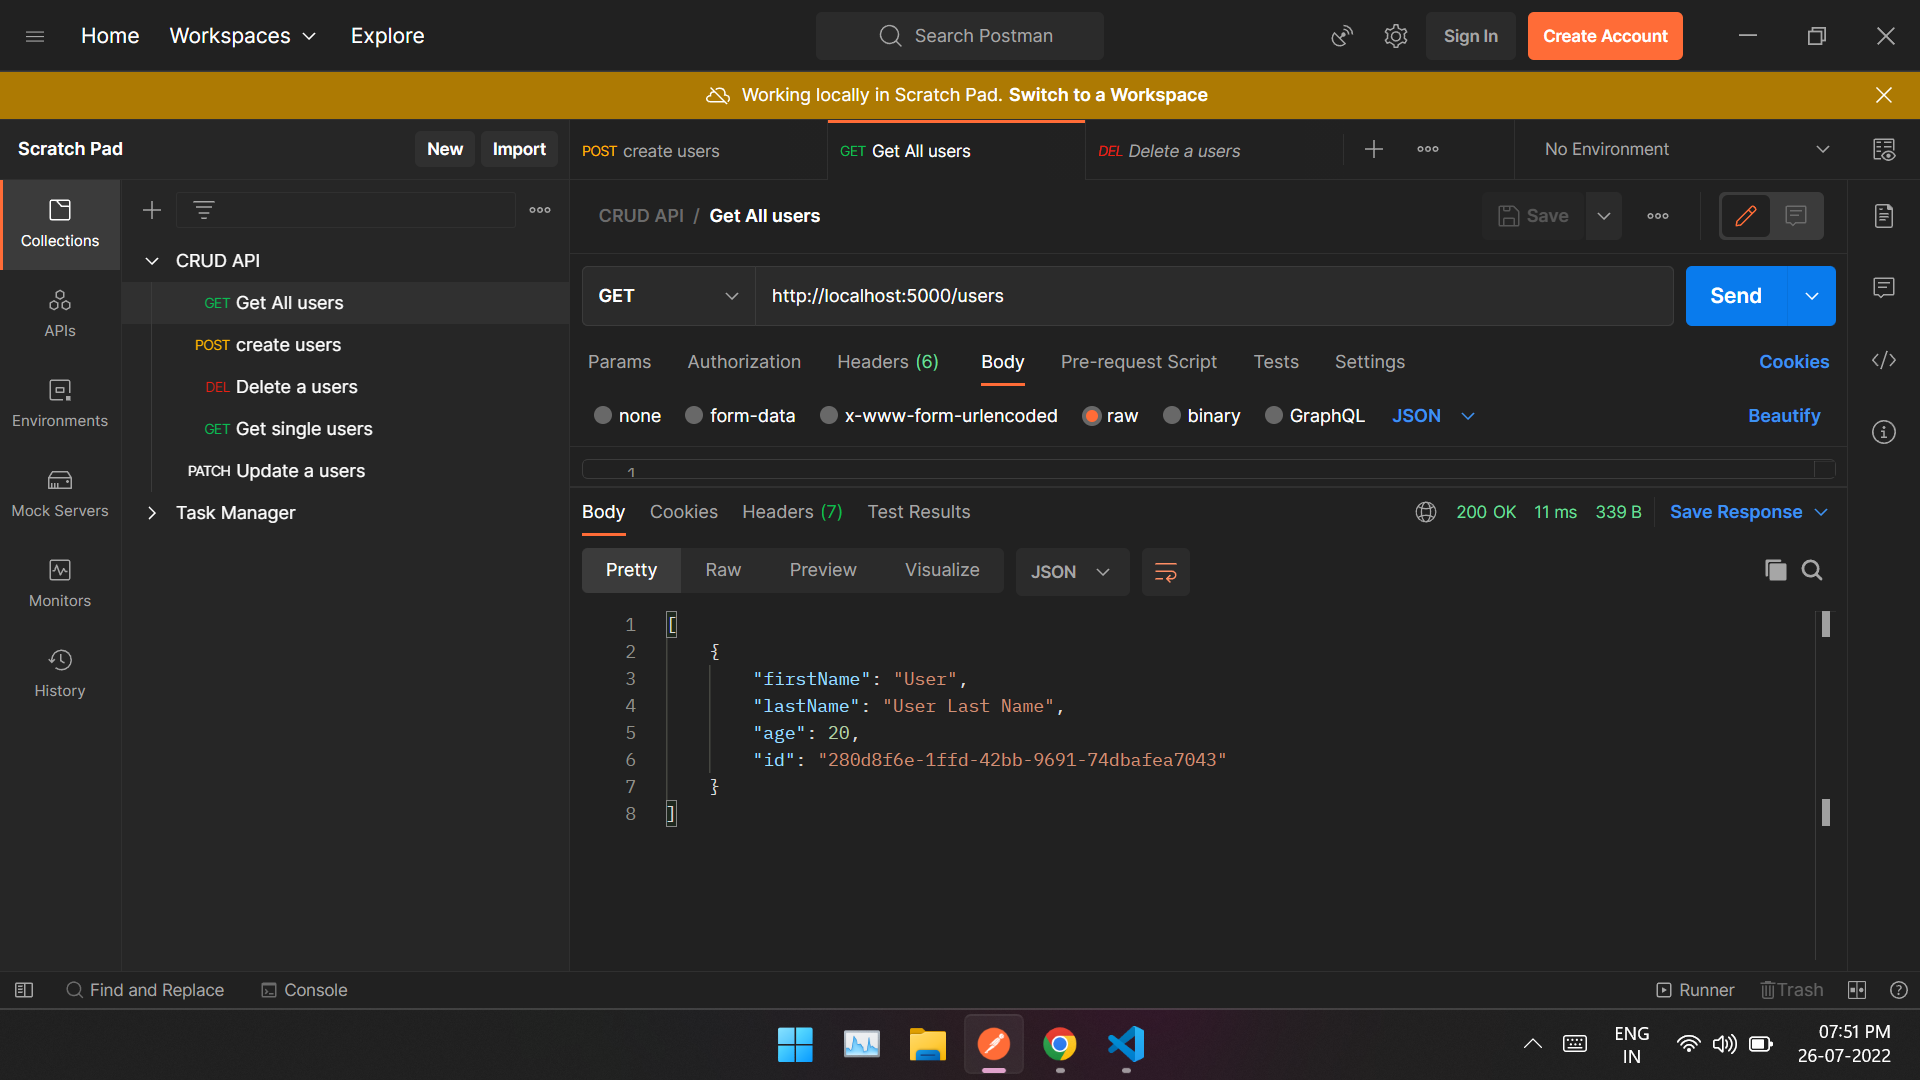 Home Workspaces Explore Search Postman Sign In Create Account
Working locally in Scratch Pad. Switch to a Workspace
Scratch Pad New Import
POST create users GET Get All users DEL Delete a users No Environment
Collections
APIs
Environments
Mock Servers
Monitors
History
CRUD API
GET Get All users
POST create users
DEL Delete a users
GET Get single users
PATCH Update a users
Task Manager
CRUD API / Get All users Save
GET http://localhost:5000/users Send
Params Authorization Headers (6) Body Pre-request Script Tests Settings Cookies
none form-data x-www-form-urlencoded raw binary GraphQL JSON Beautify
1
Body Cookies Headers (7) Test Results 200 OK 11 ms 339 B Save Response
Pretty Raw Preview Visualize JSON
1 [
2 {
3 "firstName": "User",
4 "lastName": "User Last Name",
5 "age": 20,
6 "id": "280d8f6e-1ffd-42bb-9691-74dbafea7043"
7 }
8 ]
Find and Replace Console Runner Trash
ENG
IN
07:51 PM
26-07-2022